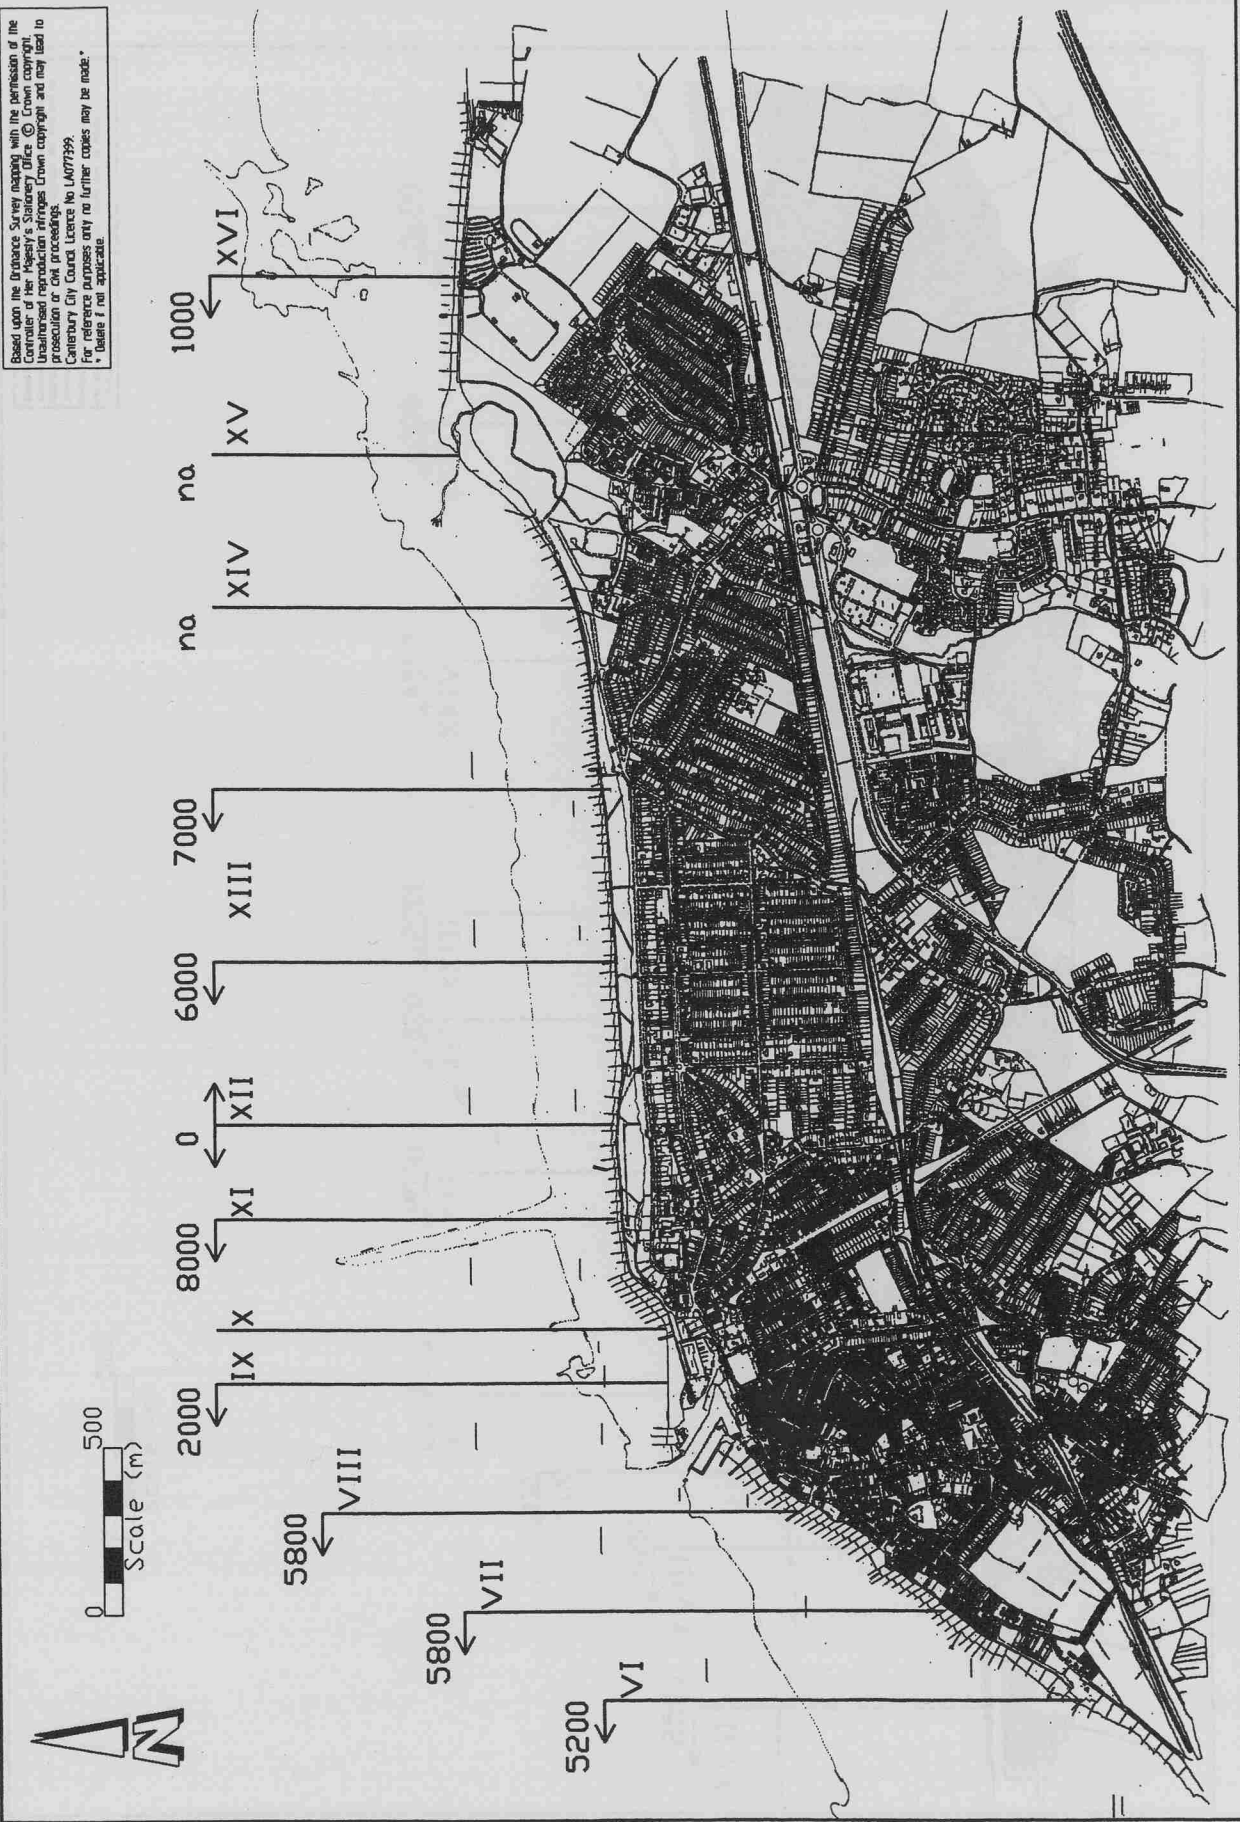 Based upon the Ordnance Survey mapping with the permission of the
Controller of Her Majesty's Stationery Office © Crown copyright.
Unauthorised reproduction infringes Crown copyright and may lead to
prosecution or civil proceedings.
Canterbury City Council Licence No LA077399.
For reference purposes only no further copies may be made.*
* Delete if not applicable.
0
500
Scale (m)
N
5200
VI
5800
VII
5800
VIII
2000
IX
X
8000
XI
0
XII
6000
XIII
7000
na
XIV
na
XV
1000
XVI